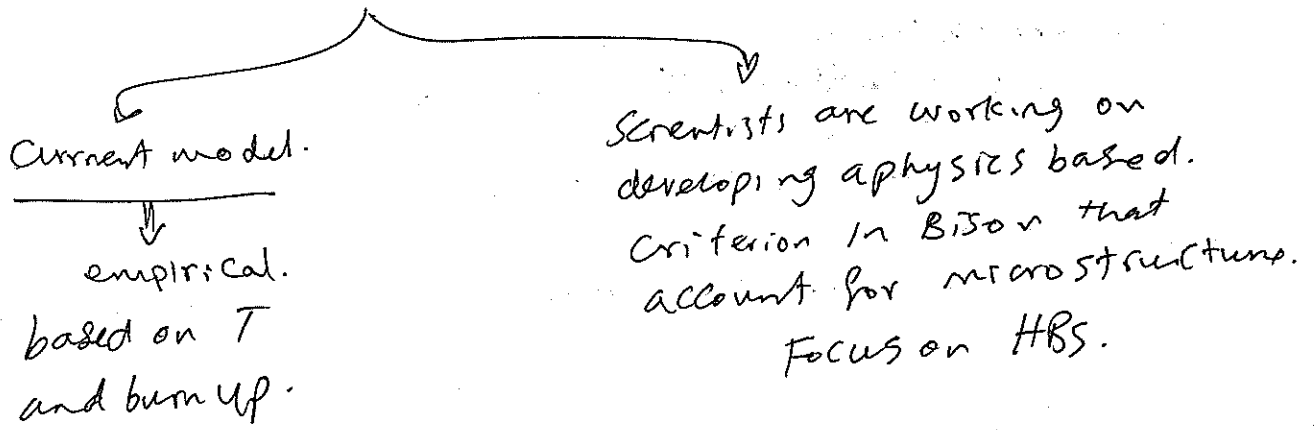 Current model.
empirical.
based on T
and burn up.
Scientists are working on
developing a physics based.
criterion in Bison that
account for microstructure.
Focus on HBS.